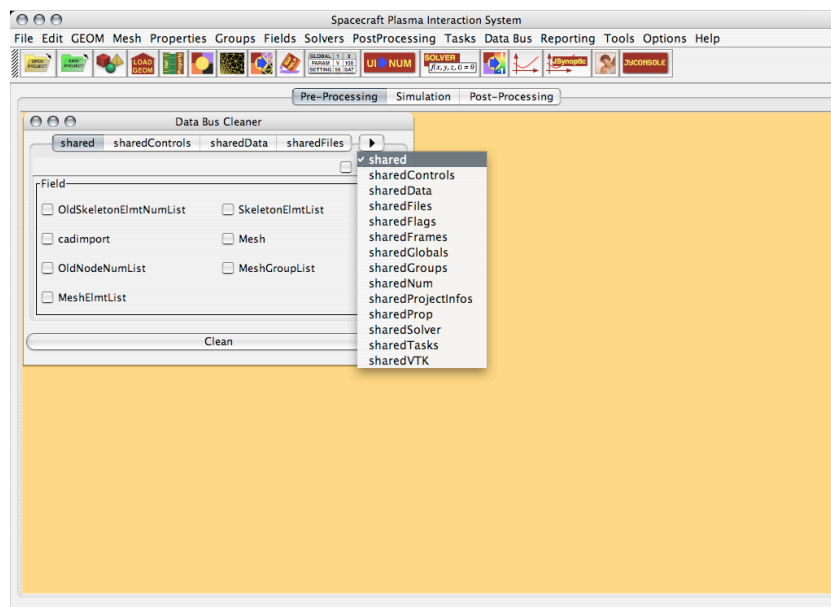 Spacecraft Plasma Interaction System
File Edit GEOM Mesh Properties Groups Fields Solvers PostProcessing Tasks Data Bus Reporting Tools Options Help
OPEN PROJECT SAVE PROJECT LOAD GEOM GLOBAL PARAM SETTING UI NUM SOLVER f(x,y,z,t)=0 JSynoptic JYCONSOLE
Pre-Processing Simulation Post-Processing
Data Bus Cleaner
shared sharedControls sharedData sharedFiles
Field
OldSkeletonElmtNumList SkeletonElmtList
cadimport Mesh
OldNodeNumList MeshGroupList
MeshElmtList
Clean
shared
sharedControls
sharedData
sharedFiles
sharedFlags
sharedFrames
sharedGlobals
sharedGroups
sharedNum
sharedProjectInfos
sharedProp
sharedSolver
sharedTasks
sharedVTK